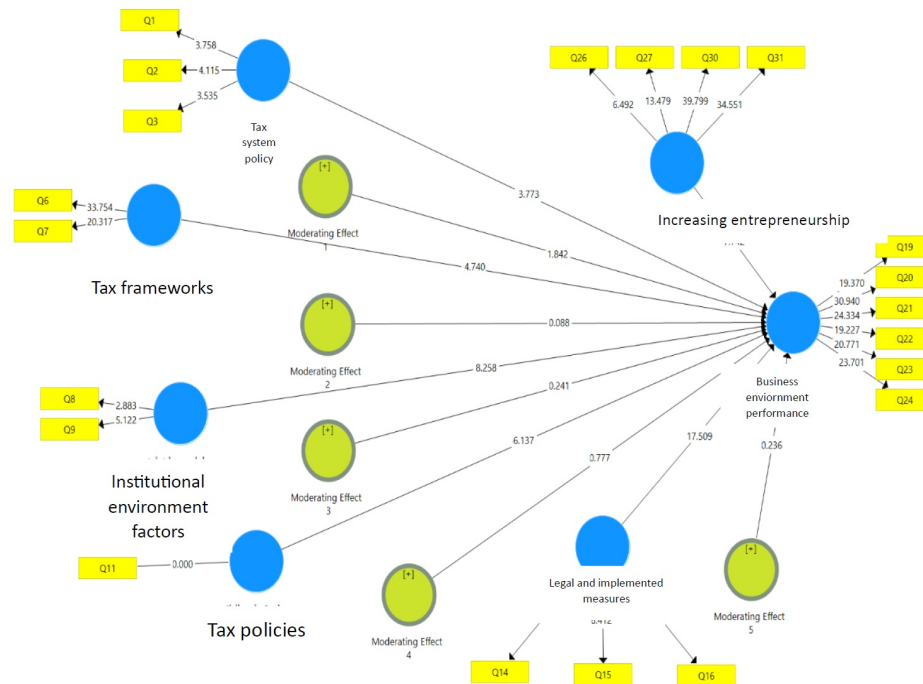 Q1
3.758
Q2
4.115
Q3
3.535
Tax
system
policy
Q26
Q27
Q30
Q31
6.492
13.479
39.799
34.551
Increasing entrepreneurship
3.773
[+]
Moderating Effect
1
1.842
Q6
33.754
Q7
20.317
Tax frameworks
4.740
[+]
Moderating Effect
2
0.088
Q19
19.370
Q20
30.940
Q21
24.334
Q22
19.227
Q23
20.771
Q24
23.701
Business
enviornment
performance
Q8
2.883
Q9
5.122
8.258
Institutional
environment
factors
[+]
Moderating Effect
3
0.241
Q11
0.000
6.137
Tax policies
[+]
Moderating Effect
4
0.777
17.509
Legal and implemented
measures
0.236
[+]
Moderating Effect
5
Q14
Q15
Q16